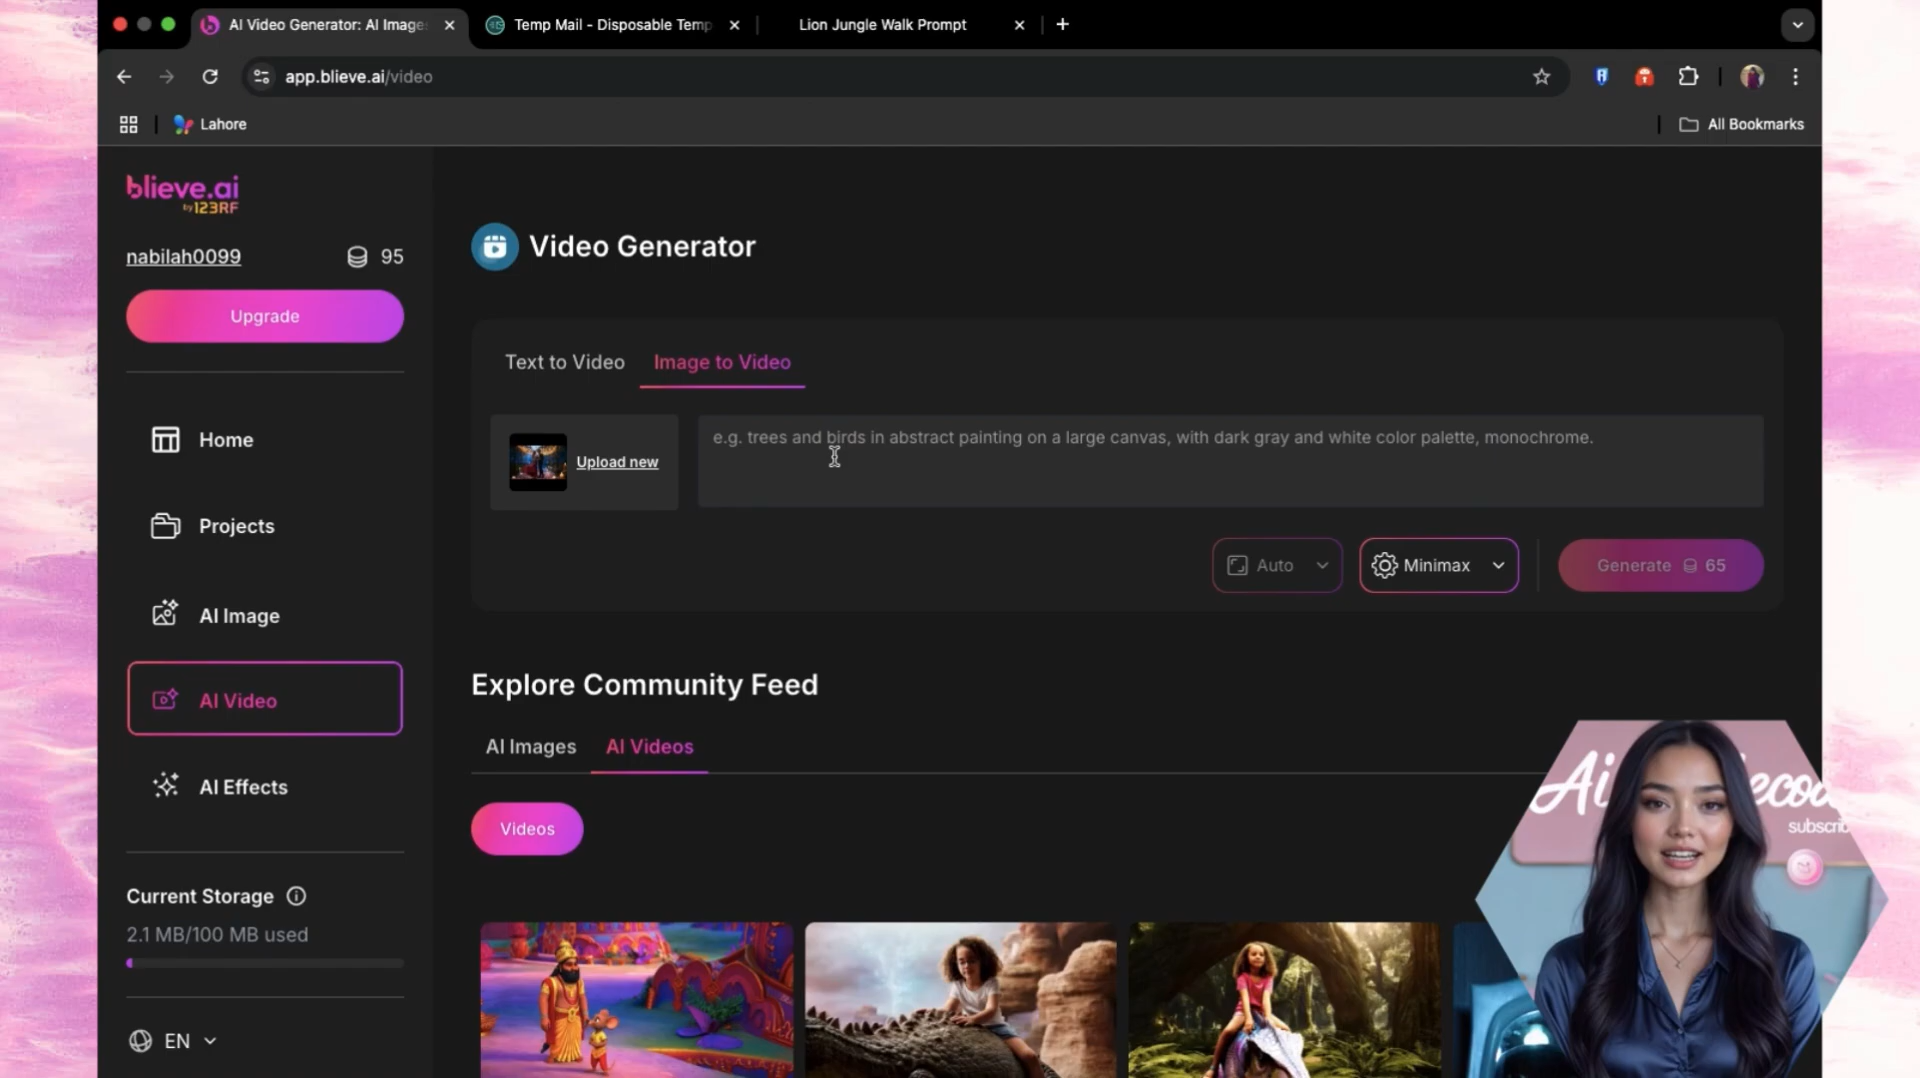 AI Video Generator: AI Image
Temp Mail - Disposable Temp
Lion Jungle Walk Prompt
app.blieve.ai/video
Lahore
All Bookmarks
blieve.ai
by 123RF
nabilah0099
95
Upgrade
Home
Projects
AI Image
AI Video
AI Effects
Current Storage
2.1 MB/100 MB used
EN
Video Generator
Text to Video
Image to Video
Upload new
e.g. trees and birds in abstract painting on a large canvas, with dark gray and white color palette, monochrome.
Auto
Minimax
Generate 65
Explore Community Feed
AI Images
AI Videos
Videos
Ai
subscrib